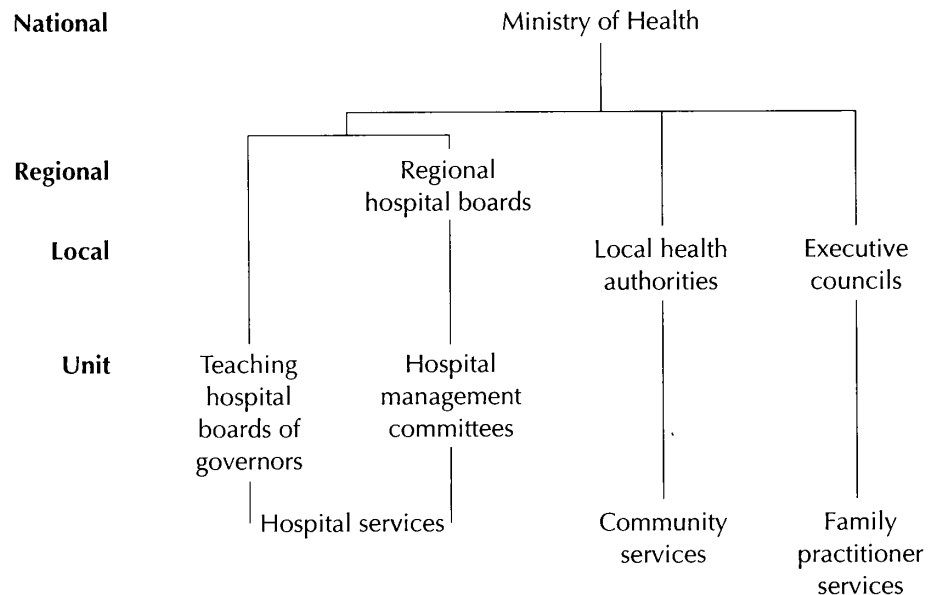 National
Ministry of Health
Regional
Regional
hospital boards
Local
Local health
authorities
Executive
councils
Unit
Teaching
hospital
boards of
governors
Hospital
management
committees
Hospital services
Community
services
Family
practitioner
services